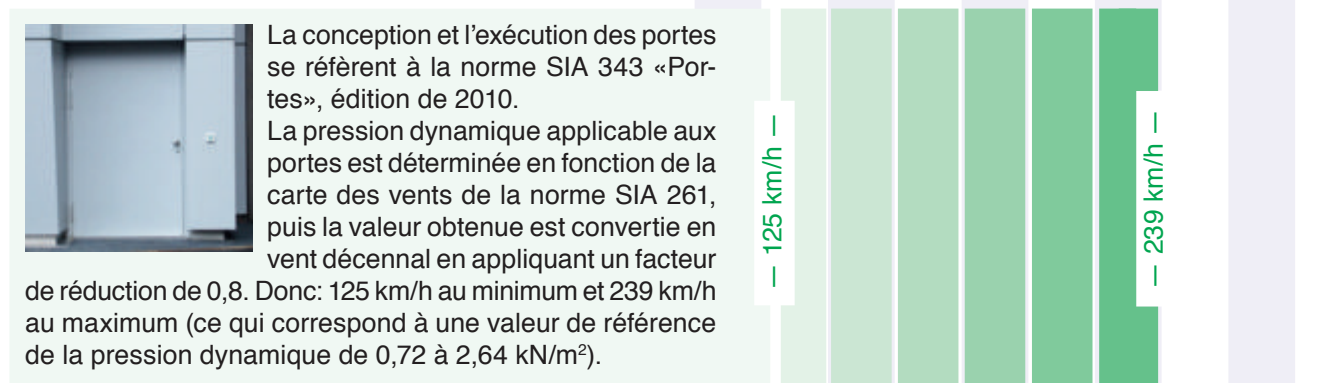 La conception et l'exécution des portes
se réfèrent à la norme SIA 343 «Por-
tes», édition de 2010.
La pression dynamique applicable aux
portes est déterminée en fonction de la
carte des vents de la norme SIA 261,
puis la valeur obtenue est convertie en
vent décennal en appliquant un facteur
de réduction de 0,8. Donc: 125 km/h au minimum et 239 km/h
au maximum (ce qui correspond à une valeur de référence
de la pression dynamique de 0,72 à 2,64 kN/m²).
— 125 km/h —
— 239 km/h —